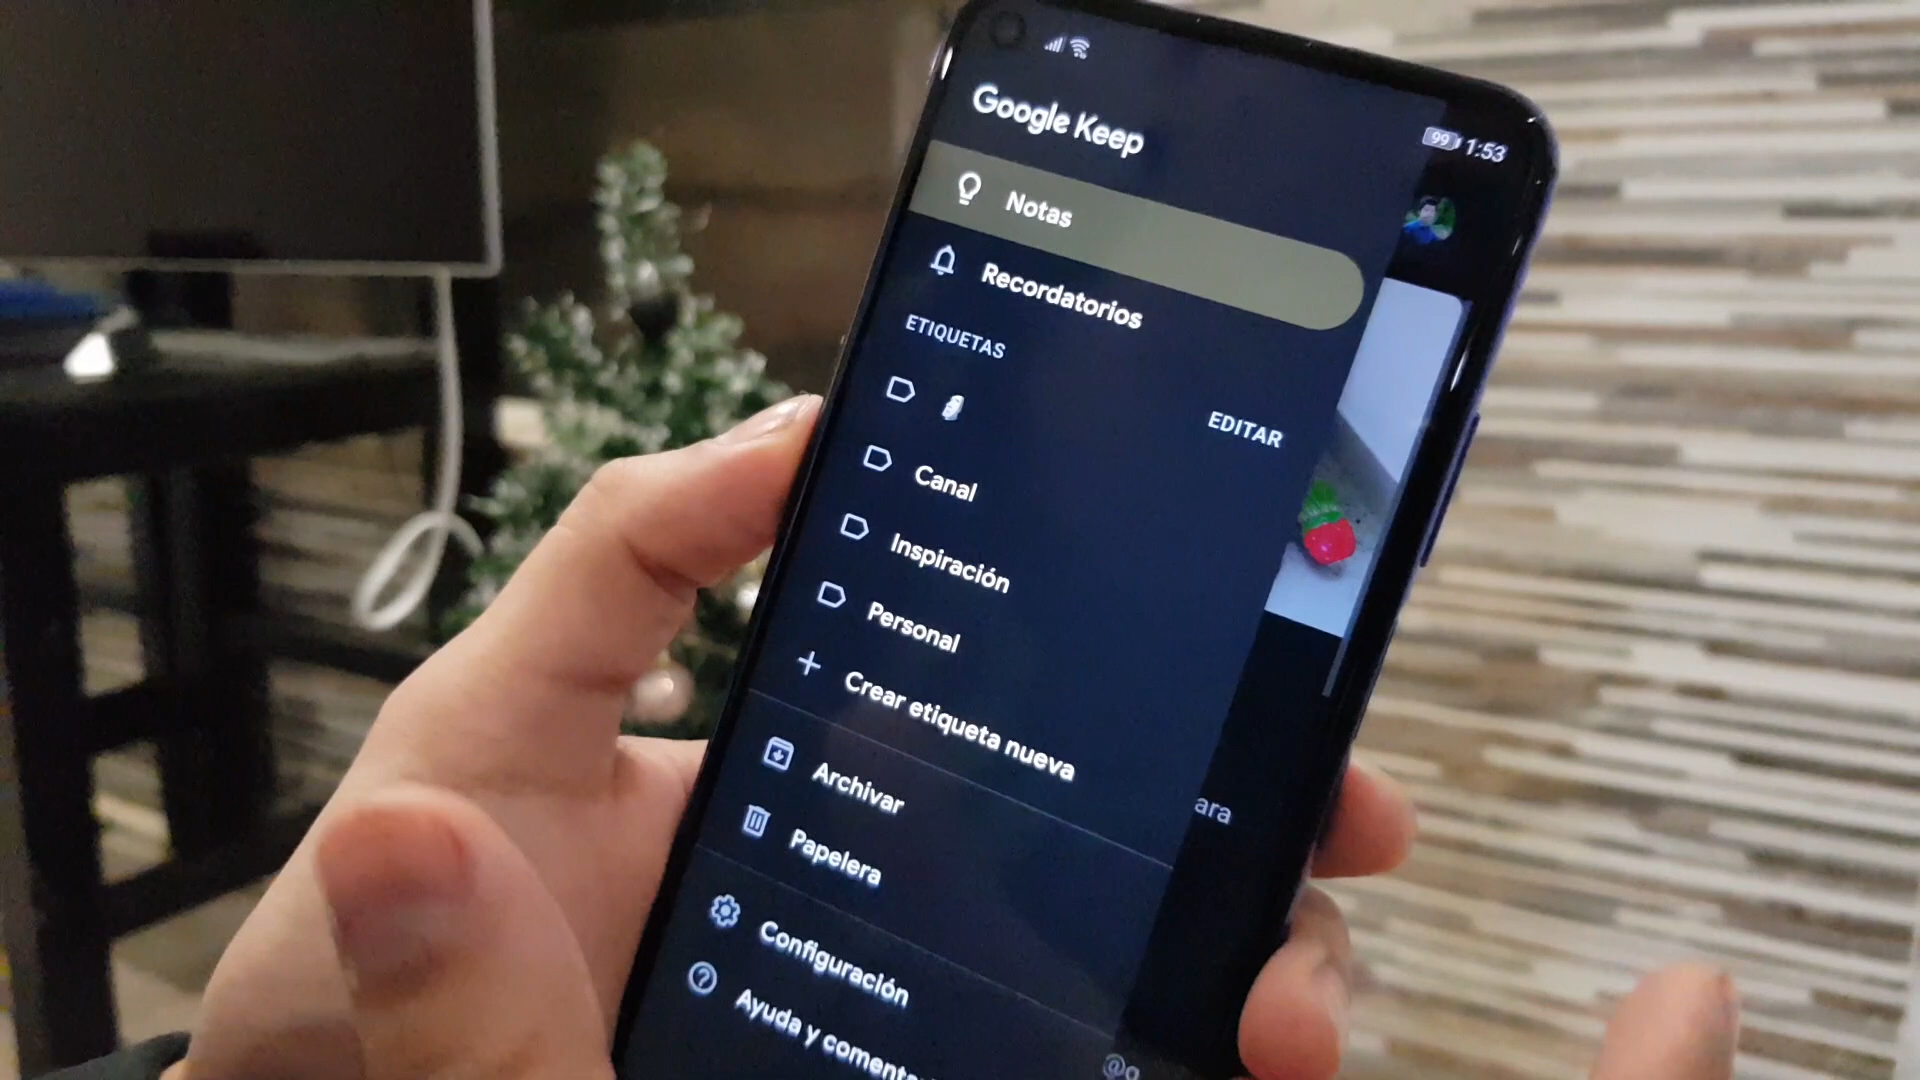 99 1:53
Google Keep
Notas
Recordatorios
ETIQUETAS
EDITAR
Canal
Inspiración
Personal
Crear etiqueta nueva
ara
Archivar
Papelera
Configuración
Ayuda y comenta